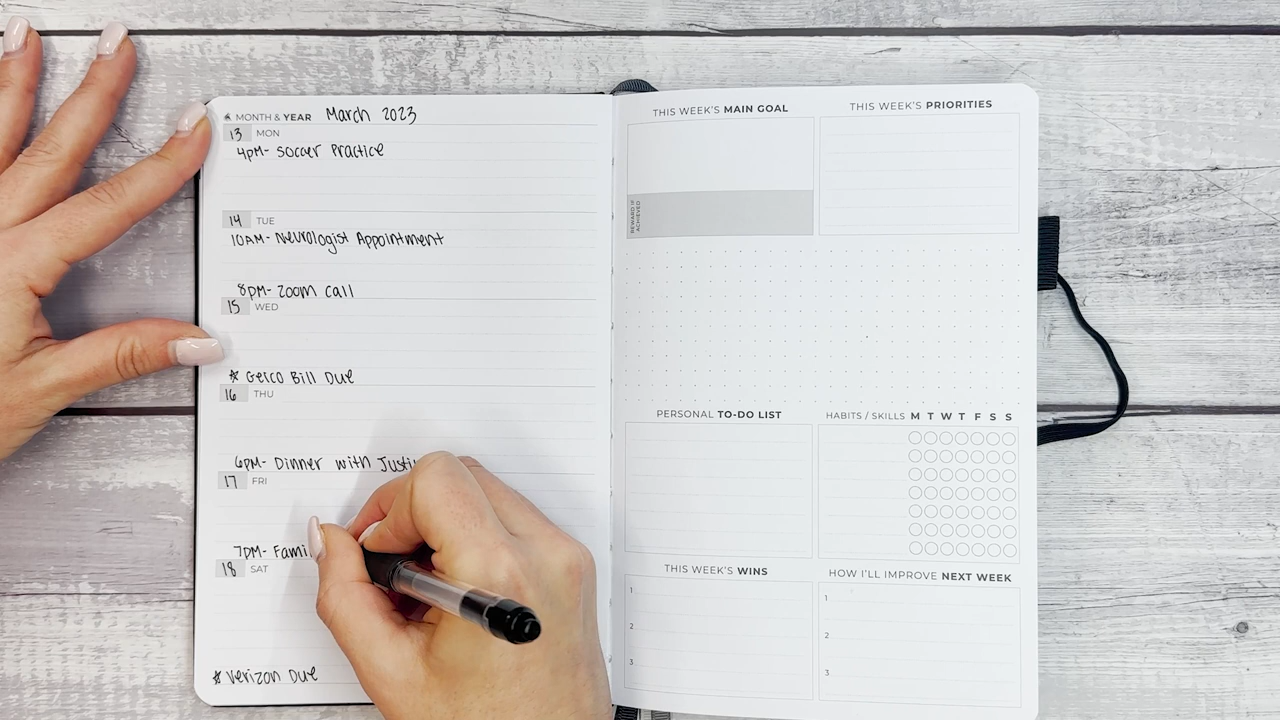 MONTH & YEAR March 2023
13 MON
4PM- Soccer Practice
14 TUE
10AM- Neurologist Appointment
8PM- Zoom
15 WED
* Geico Bill Due
16 THU
6PM- Dinner with
17 FRI
7PM-
18 SAT
* Verizon Due
THIS WEEK'S MAIN GOAL
REWARD IF
ACHIEVED
THIS WEEK'S PRIORITIES
PERSONAL TO-DO LIST
HABITS / SKILLS M T W T F S S
THIS WEEK'S WINS
1
2
3
HOW I'LL IMPROVE NEXT WEEK
1
2
3